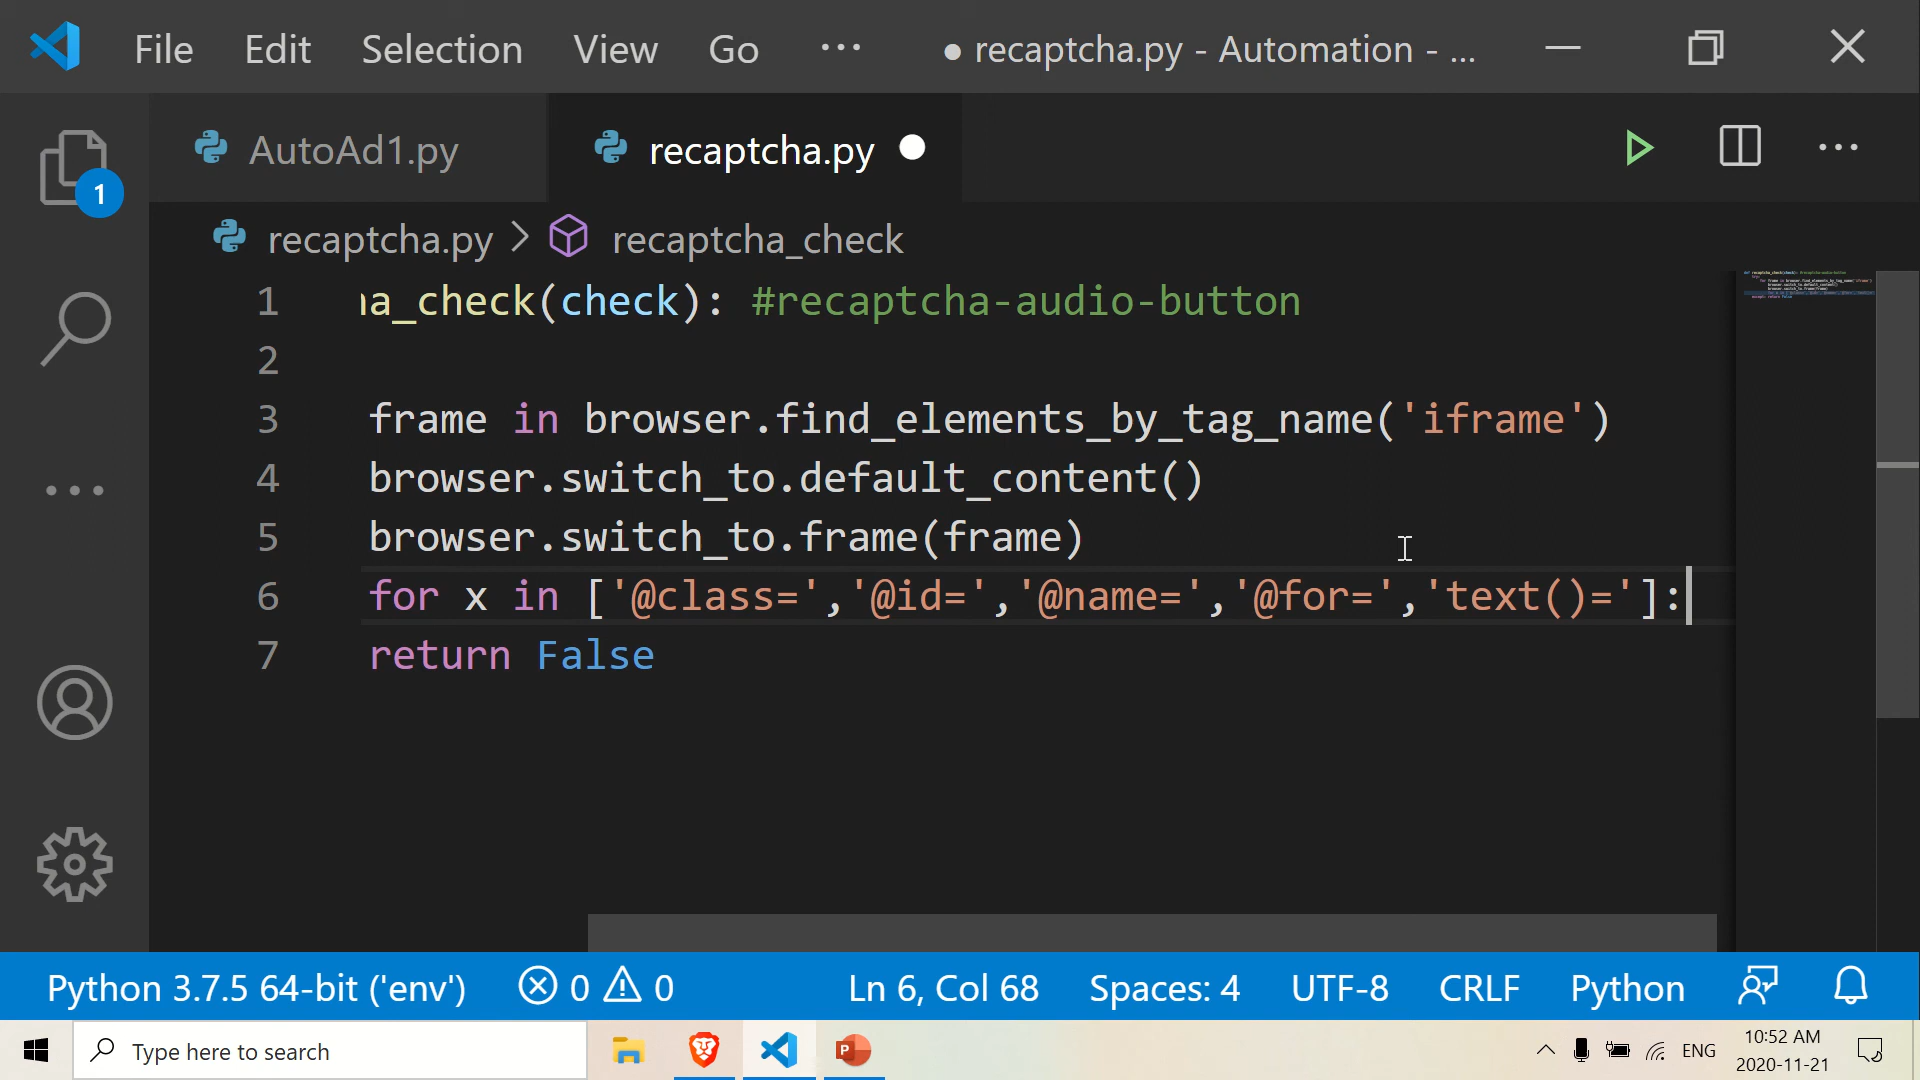 File Edit Selection View Go ··· ● recaptcha.py - Automation - ...
AutoAd1.py recaptcha.py
1
recaptcha.py > recaptcha_check
1 a_check(check): #recaptcha-audio-button
2
3 frame in browser.find_elements_by_tag_name('iframe')
4 browser.switch_to.default_content()
5 browser.switch_to.frame(frame)
6 for x in ['@class=','@id=','@name=','@for=','text()=']:
7 return False
Python 3.7.5 64-bit ('env') 0 0 Ln 6, Col 68 Spaces: 4 UTF-8 CRLF Python
Type here to search P ENG 10:52 AM
2020-11-21